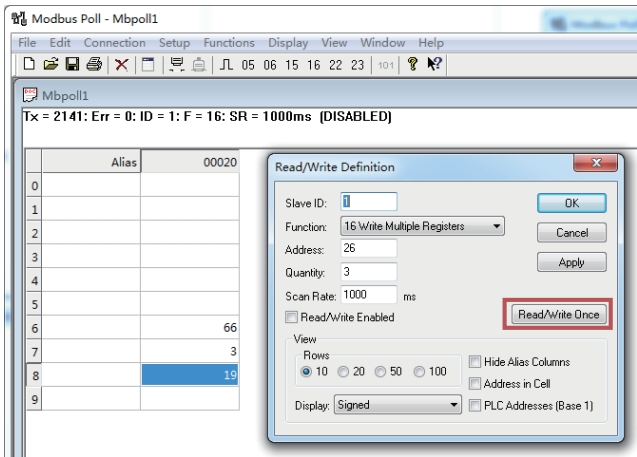 Modbus Poll - Mbpoll1
File Edit Connection Setup Functions Display View Window Help
05 06 15 16 22 23 101
Mbpoll1
Tx = 2141: Err = 0: ID = 1: F = 16: SR = 1000ms (DISABLED)
Alias 00020
0
1
2
3
4
5
6 66
7 3
8 19
9
Read/Write Definition
Slave ID: 1
OK
Function: 16 Write Multiple Registers
Cancel
Address: 26
Apply
Quantity: 3
Scan Rate: 1000 ms
Read/Write Enabled
Read/Write Once
View
Rows
10 20 50 100
Hide Alias Columns
Address in Cell
Display: Signed
PLC Addresses (Base 1)